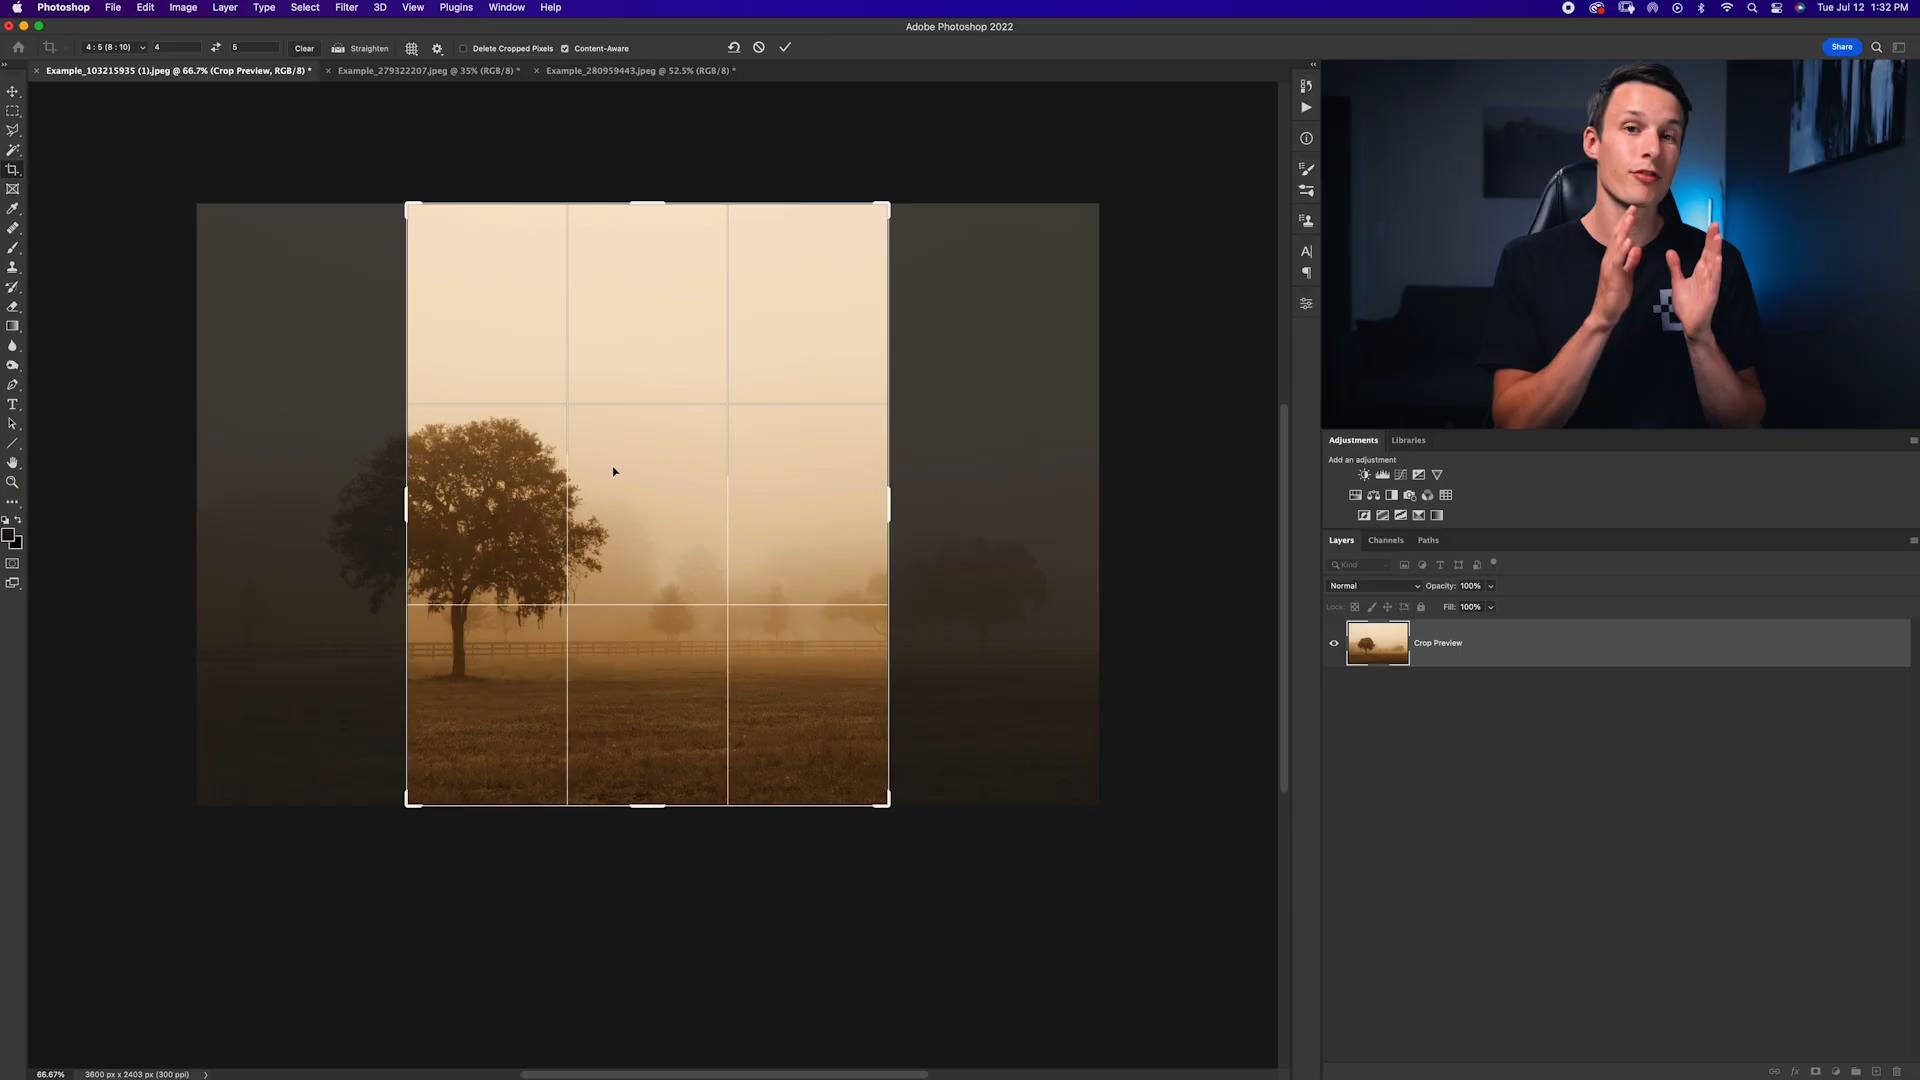 Photoshop File Edit Image Layer Type Select Filter 3D View Plugins Window Help Tue Jul 12 1:32 PM
Adobe Photoshop 2022
4 : 5 (8 : 10) 4 5 Clear Straighten Delete Cropped Pixels Content-Aware Share
Example_103215935 (1).jpeg @ 66.7% (Crop Preview, RGB/8) * Example_279322207.jpeg @ 35% (RGB/8) * Example_280959443.jpeg @ 52.5% (RGB/8) *
Adjustments Libraries
Add an adjustment
Layers Channels Paths
Kind
Normal Opacity: 100%
Lock: Fill: 100%
Crop Preview
66.67% 3600 px x 2403 px (300 ppi)